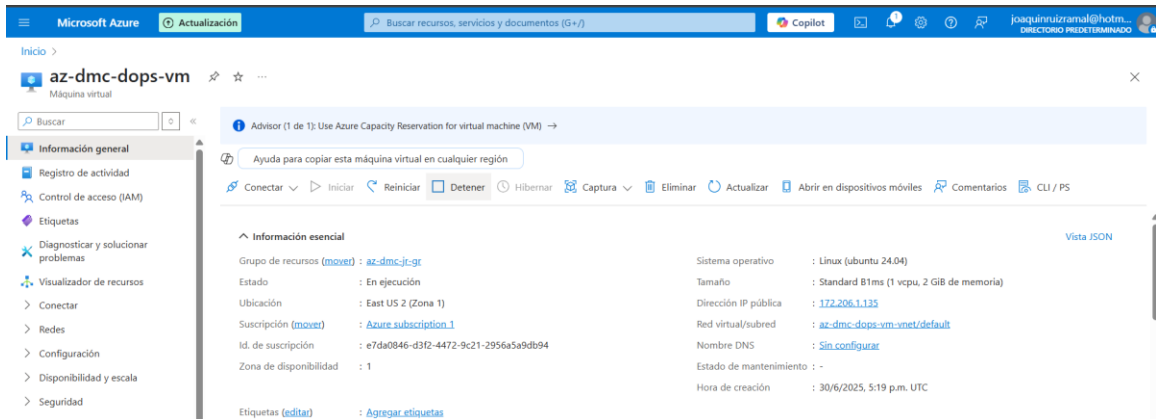 Microsoft Azure
Actualización
Buscar recursos, servicios y documentos (G+/)
Copilot
1
joaquinruizramal@hotm...
DIRECTORIO PREDETERMINADO
Inicio >
az-dmc-dops-vm
Máquina virtual
Buscar
Información general
Registro de actividad
Control de acceso (IAM)
Etiquetas
Diagnosticar y solucionar
problemas
Visualizador de recursos
Conectar
Redes
Configuración
Disponibilidad y escala
Seguridad
Advisor (1 de 1): Use Azure Capacity Reservation for virtual machine (VM) →
Ayuda para copiar esta máquina virtual en cualquier región
Conectar Iniciar Reiniciar Detener Hibernar Captura Eliminar Actualizar Abrir en dispositivos móviles Comentarios CLI / PS
Información esencial
Vista JSON
Grupo de recursos (mover) : az-dmc-jr-gr
Estado : En ejecución
Ubicación : East US 2 (Zona 1)
Suscripción (mover) : Azure subscription 1
Id. de suscripción : e7da0846-d3f2-4472-9c21-2956a5a9db94
Zona de disponibilidad : 1
Sistema operativo : Linux (ubuntu 24.04)
Tamaño : Standard B1ms (1 vcpu, 2 GiB de memoria)
Dirección IP pública : 172.206.1.135
Red virtual/subred : az-dmc-dops-vm-vnet/default
Nombre DNS : Sin configurar
Estado de mantenimiento : -
Hora de creación : 30/6/2025, 5:19 p.m. UTC
Etiquetas (editar) : Agregar etiquetas